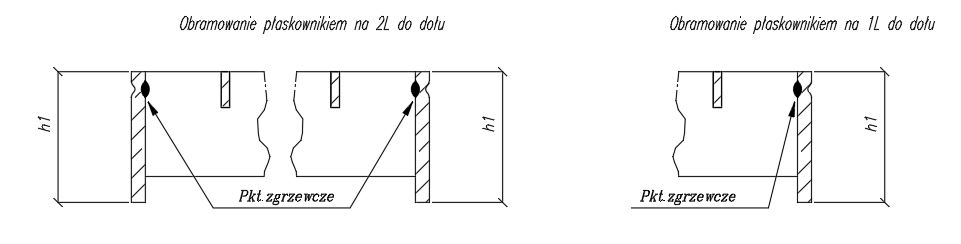 Obramowanie płaskownikiem na 2L do dołu
Obramowanie płaskownikiem na 1L do dołu
h1
h1
h1
Pkt.zgrzewcze
Pkt.zgrzewcze